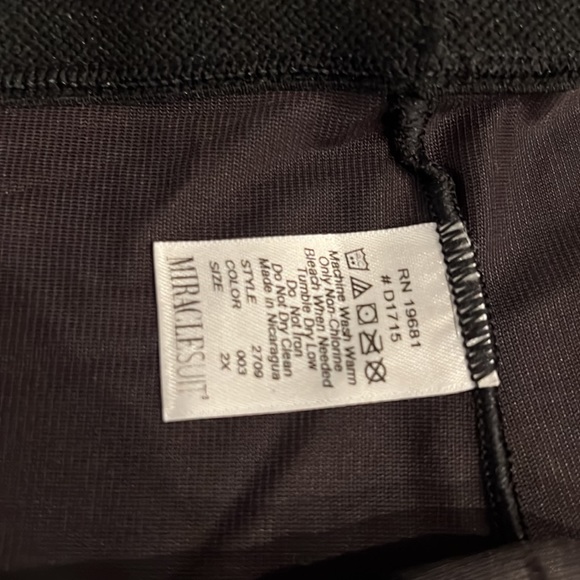 RN 19681
# D1715
Machine Wash Warm
Only Non-Chlorine
Bleach When Needed
Tumble Dry Low
Do Not Iron
Do Not Dry Clean
Made in Nicaragua
STYLE 2709
COLOR 003
SIZE 2X
MIRACLESUIT